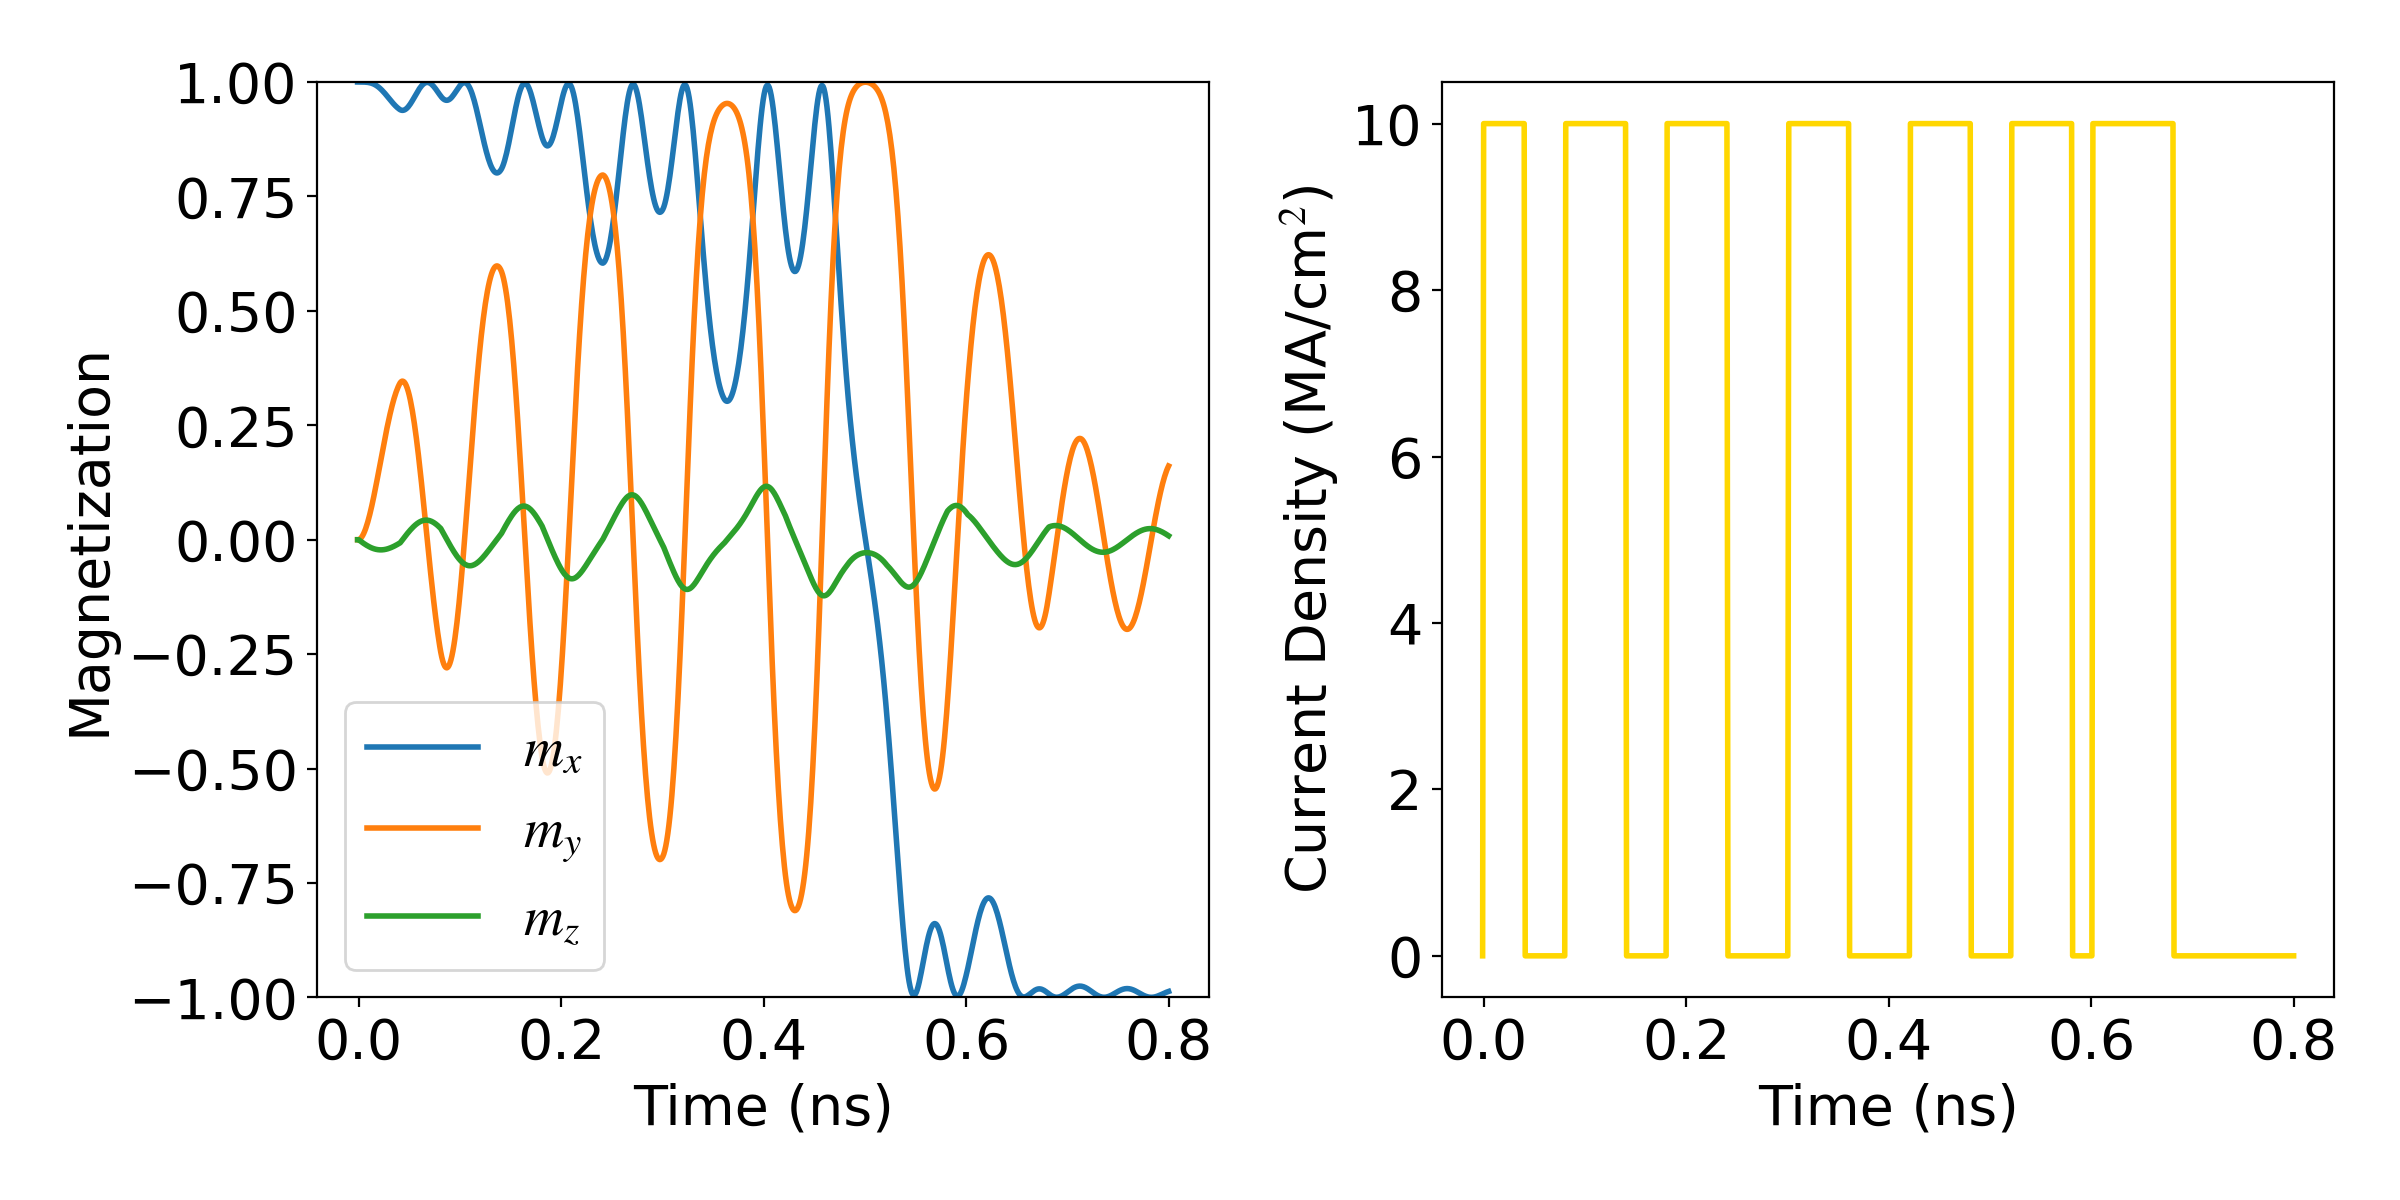 1.00
0.75
0.50
0.25
0.00
−0.25
−0.50
−0.75
−1.00
Magnetization
m_x
m_y
m_z
0.0 0.2 0.4 0.6 0.8
Time (ns)
10
8
6
4
2
0
Current Density (MA/cm²)
0.0 0.2 0.4 0.6 0.8
Time (ns)